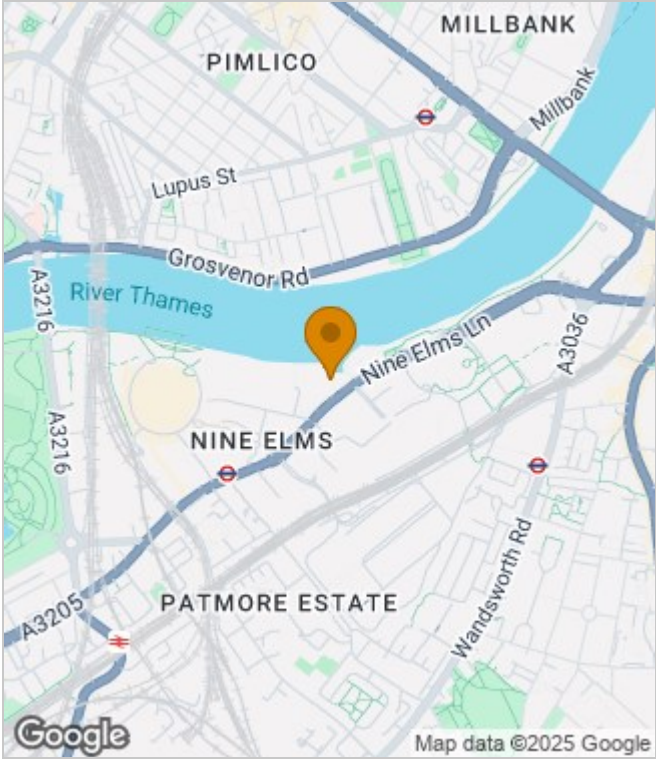 MILLBANK
PIMLICO
Millbank
Lupus St
Grosvenor Rd
A3216
River Thames
Nine Elms Ln
A3036
A3216
NINE ELMS
Wandsworth Rd
PATMORE ESTATE
A3205
Google
Map data ©2025 Google